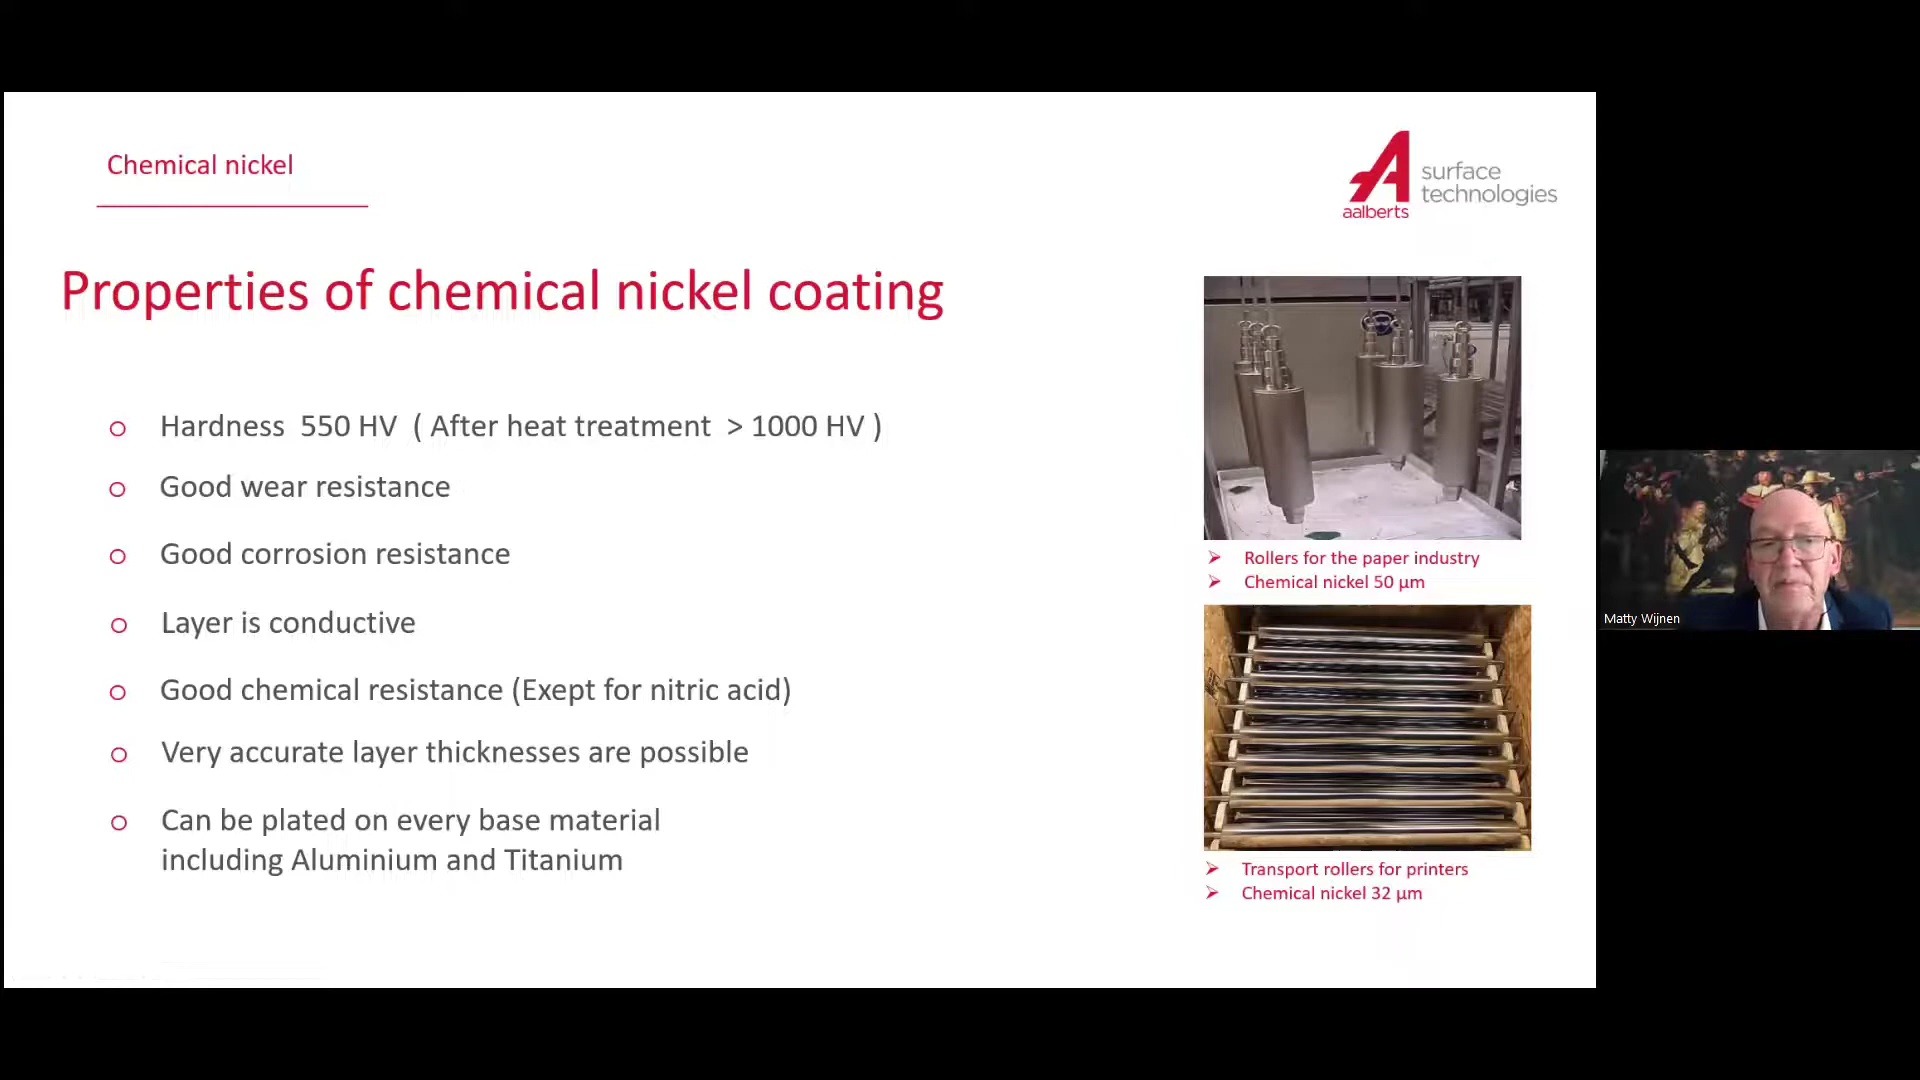 Chemical nickel
surface
technologies
aalberts
Properties of chemical nickel coating
Hardness 550 HV ( After heat treatment > 1000 HV )
Good wear resistance
Good corrosion resistance
Layer is conductive
Good chemical resistance (Exept for nitric acid)
Very accurate layer thicknesses are possible
Can be plated on every base material
including Aluminium and Titanium
Rollers for the paper industry
Chemical nickel 50 µm
Transport rollers for printers
Chemical nickel 32 µm
Matty Wijnen